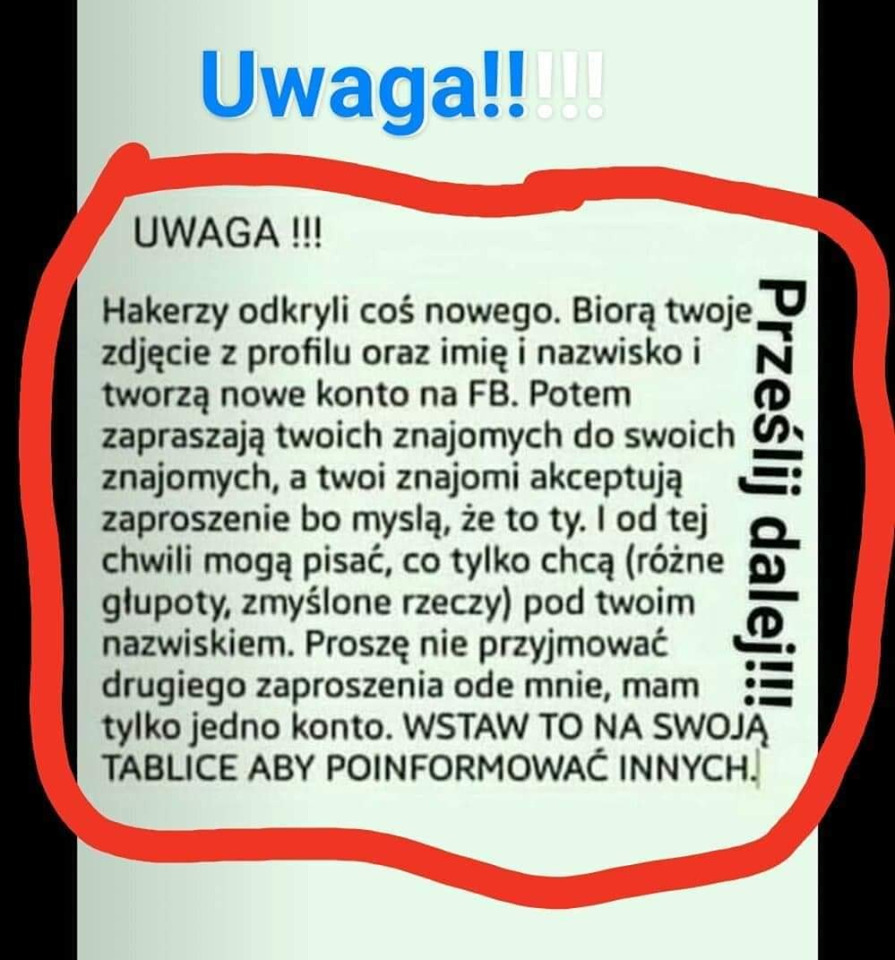 Uwaga!!!!!
UWAGA !!!
Hakerzy odkryli coś nowego. Biorą twoje
zdjęcie z profilu oraz imię i nazwisko i
tworzą nowe konto na FB. Potem
zapraszają twoich znajomych do swoich
znajomych, a twoi znajomi akceptują
zaproszenie bo myslą, że to ty. I od tej
chwili mogą pisać, co tylko chcą (różne
głupoty, zmyślone rzeczy) pod twoim
nazwiskiem. Proszę nie przyjmować
drugiego zaproszenia ode mnie, mam
tylko jedno konto. WSTAW TO NA SWOJĄ
TABLICE ABY POINFORMOWAĆ INNYCH.
Prześlij dalej!!!